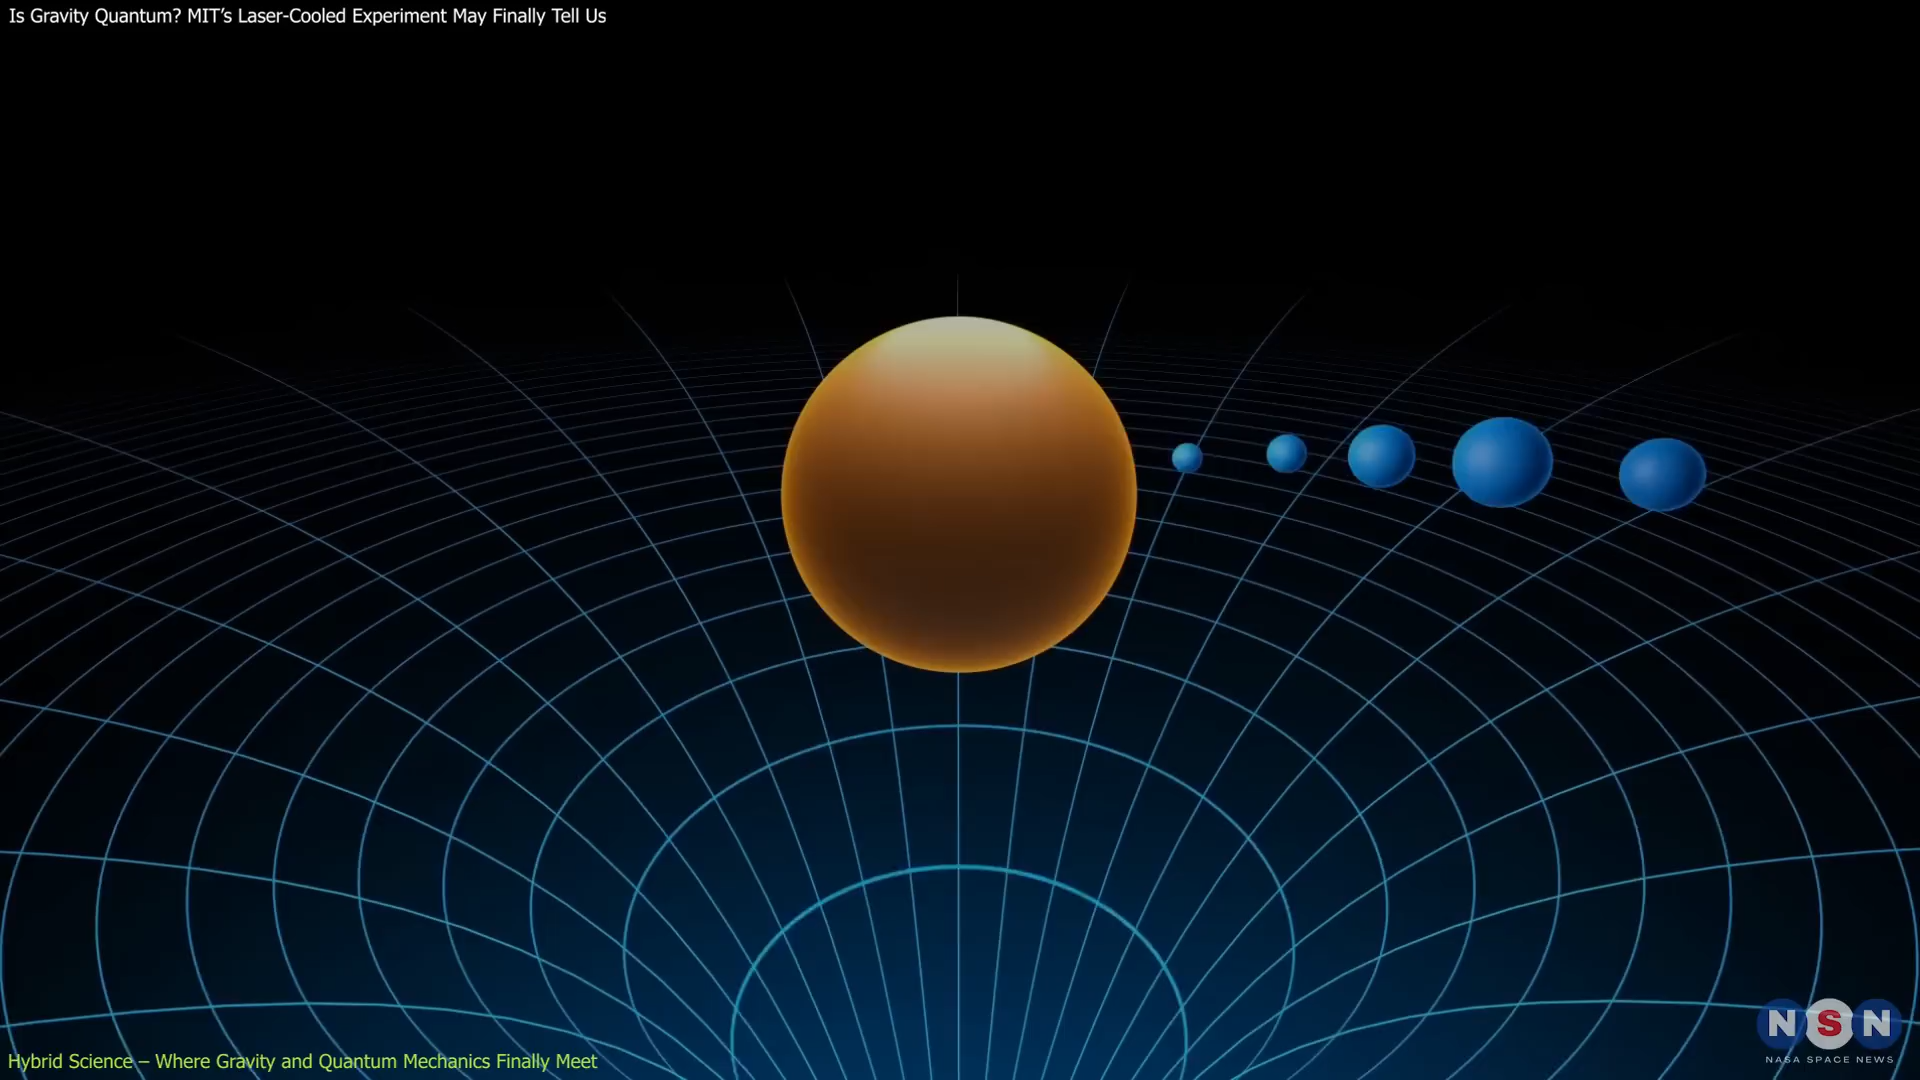 Is Gravity Quantum? MIT’s Laser-Cooled Experiment May Finally Tell Us
NSN
NASA SPACE NEWS
Hybrid Science – Where Gravity and Quantum Mechanics Finally Meet